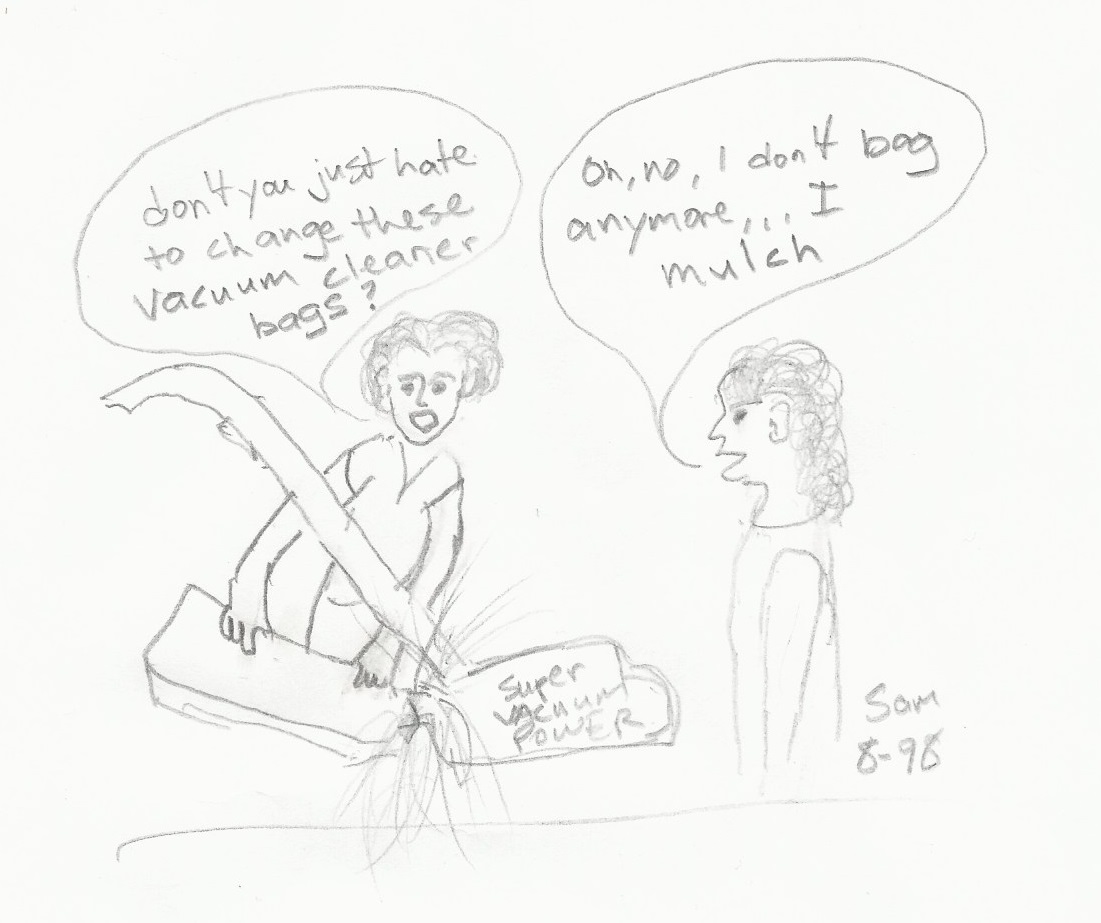 don't you just hate
to change these
vacuum cleaner
bags?
Oh, no, I don't bag
anymore... I
mulch
Super
VACUUM
POWER
Sam
8-98